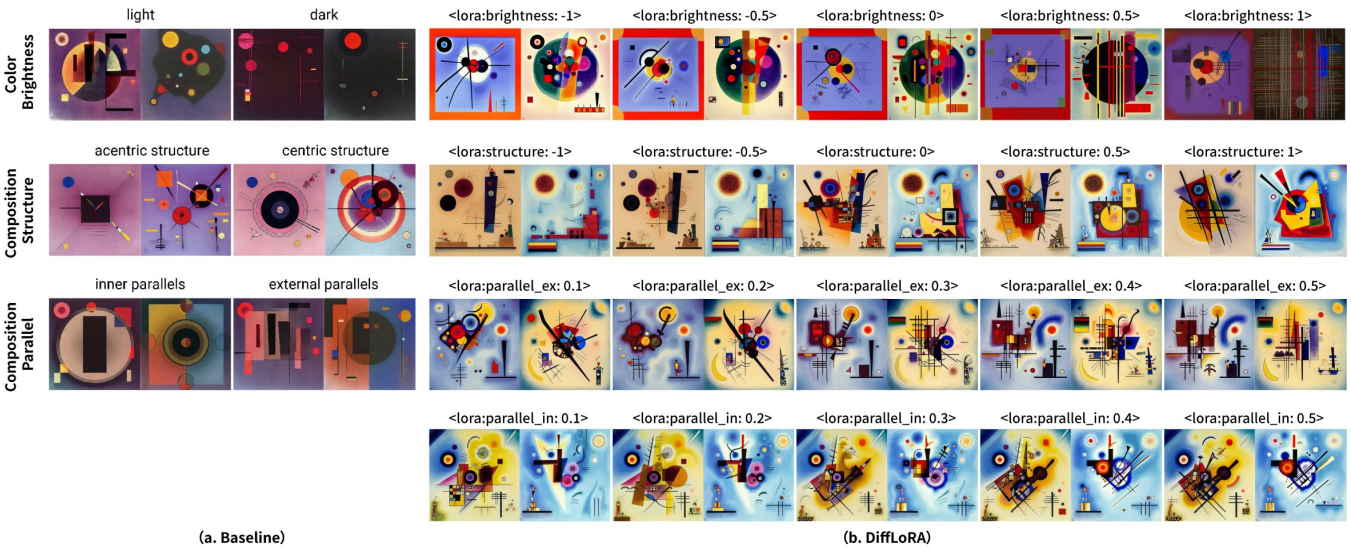 light dark <lora:brightness: -1> <lora:brightness: -0.5> <lora:brightness: 0> <lora:brightness: 0.5> <lora:brightness: 1>
Color
Brightness
acentric structure centric structure <lora:structure: -1> <lora:structure: -0.5> <lora:structure: 0> <lora:structure: 0.5> <lora:structure: 1>
Composition
Structure
inner parallels external parallels <lora:parallel_ex: 0.1> <lora:parallel_ex: 0.2> <lora:parallel_ex: 0.3> <lora:parallel_ex: 0.4> <lora:parallel_ex: 0.5>
Composition
Parallel
<lora:parallel_in: 0.1> <lora:parallel_in: 0.2> <lora:parallel_in: 0.3> <lora:parallel_in: 0.4> <lora:parallel_in: 0.5>
(a. Baseline) (b. DiffLoRA)